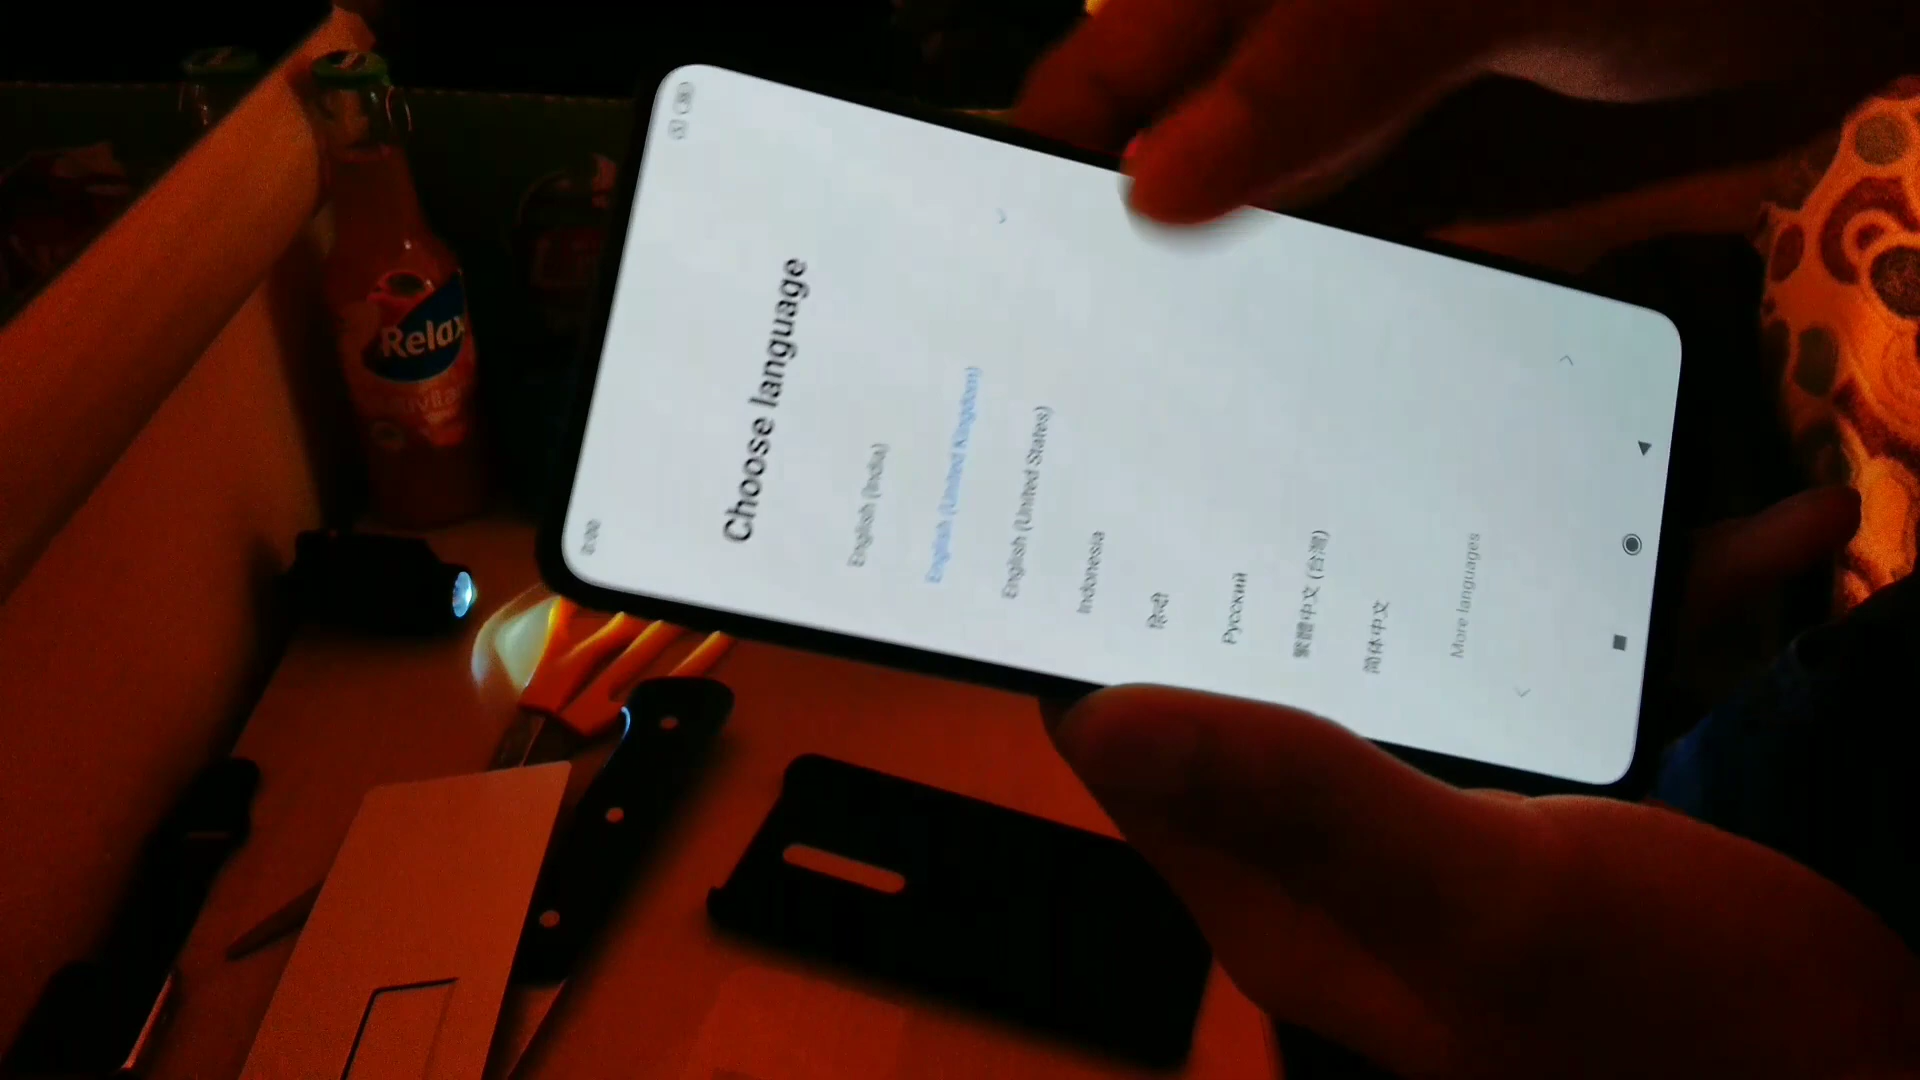 Relax
Choose language
English (India)
English (United Kingdom)
English (United States)
Indonesia
हिन्दी
Русский
繁體中文 (台灣)
简体中文
More languages